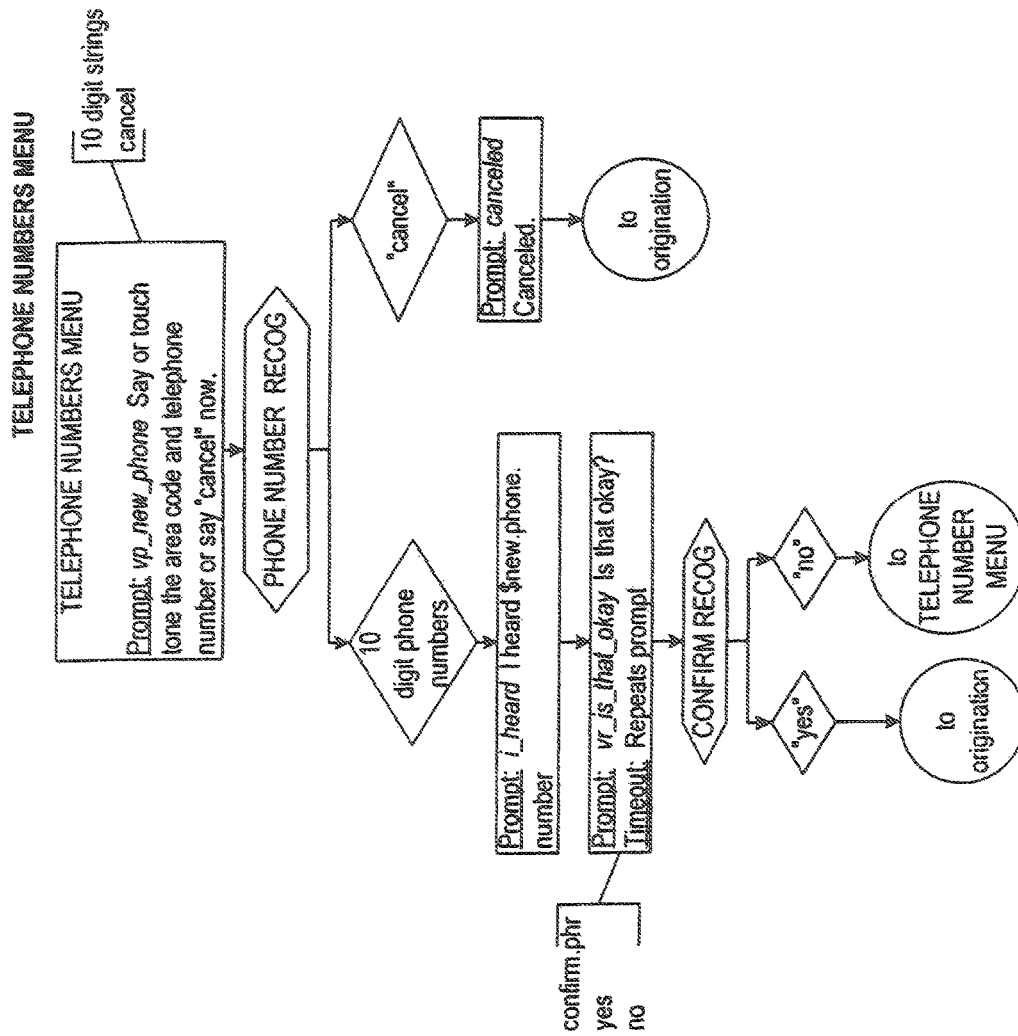 TELEPHONE NUMBERS MENU
TELEPHONE NUMBERS MENU
Prompt: vp_new_phone Say or touch
tone the area code and telephone
number or say "cancel" now.
10 digit strings
cancel
PHONE NUMBER RECOG
10
digit phone
numbers
"cancel"
Prompt: i_heard I heard $new.phone.
number
Prompt: canceled
Canceled.
to
origination
confirm.phr
yes
no
Prompt: vr_is_that_okay Is that okay?
Timeout: Repeats prompt
CONFIRM RECOG
"yes"
"no"
to
origination
to
TELEPHONE
NUMBER
MENU